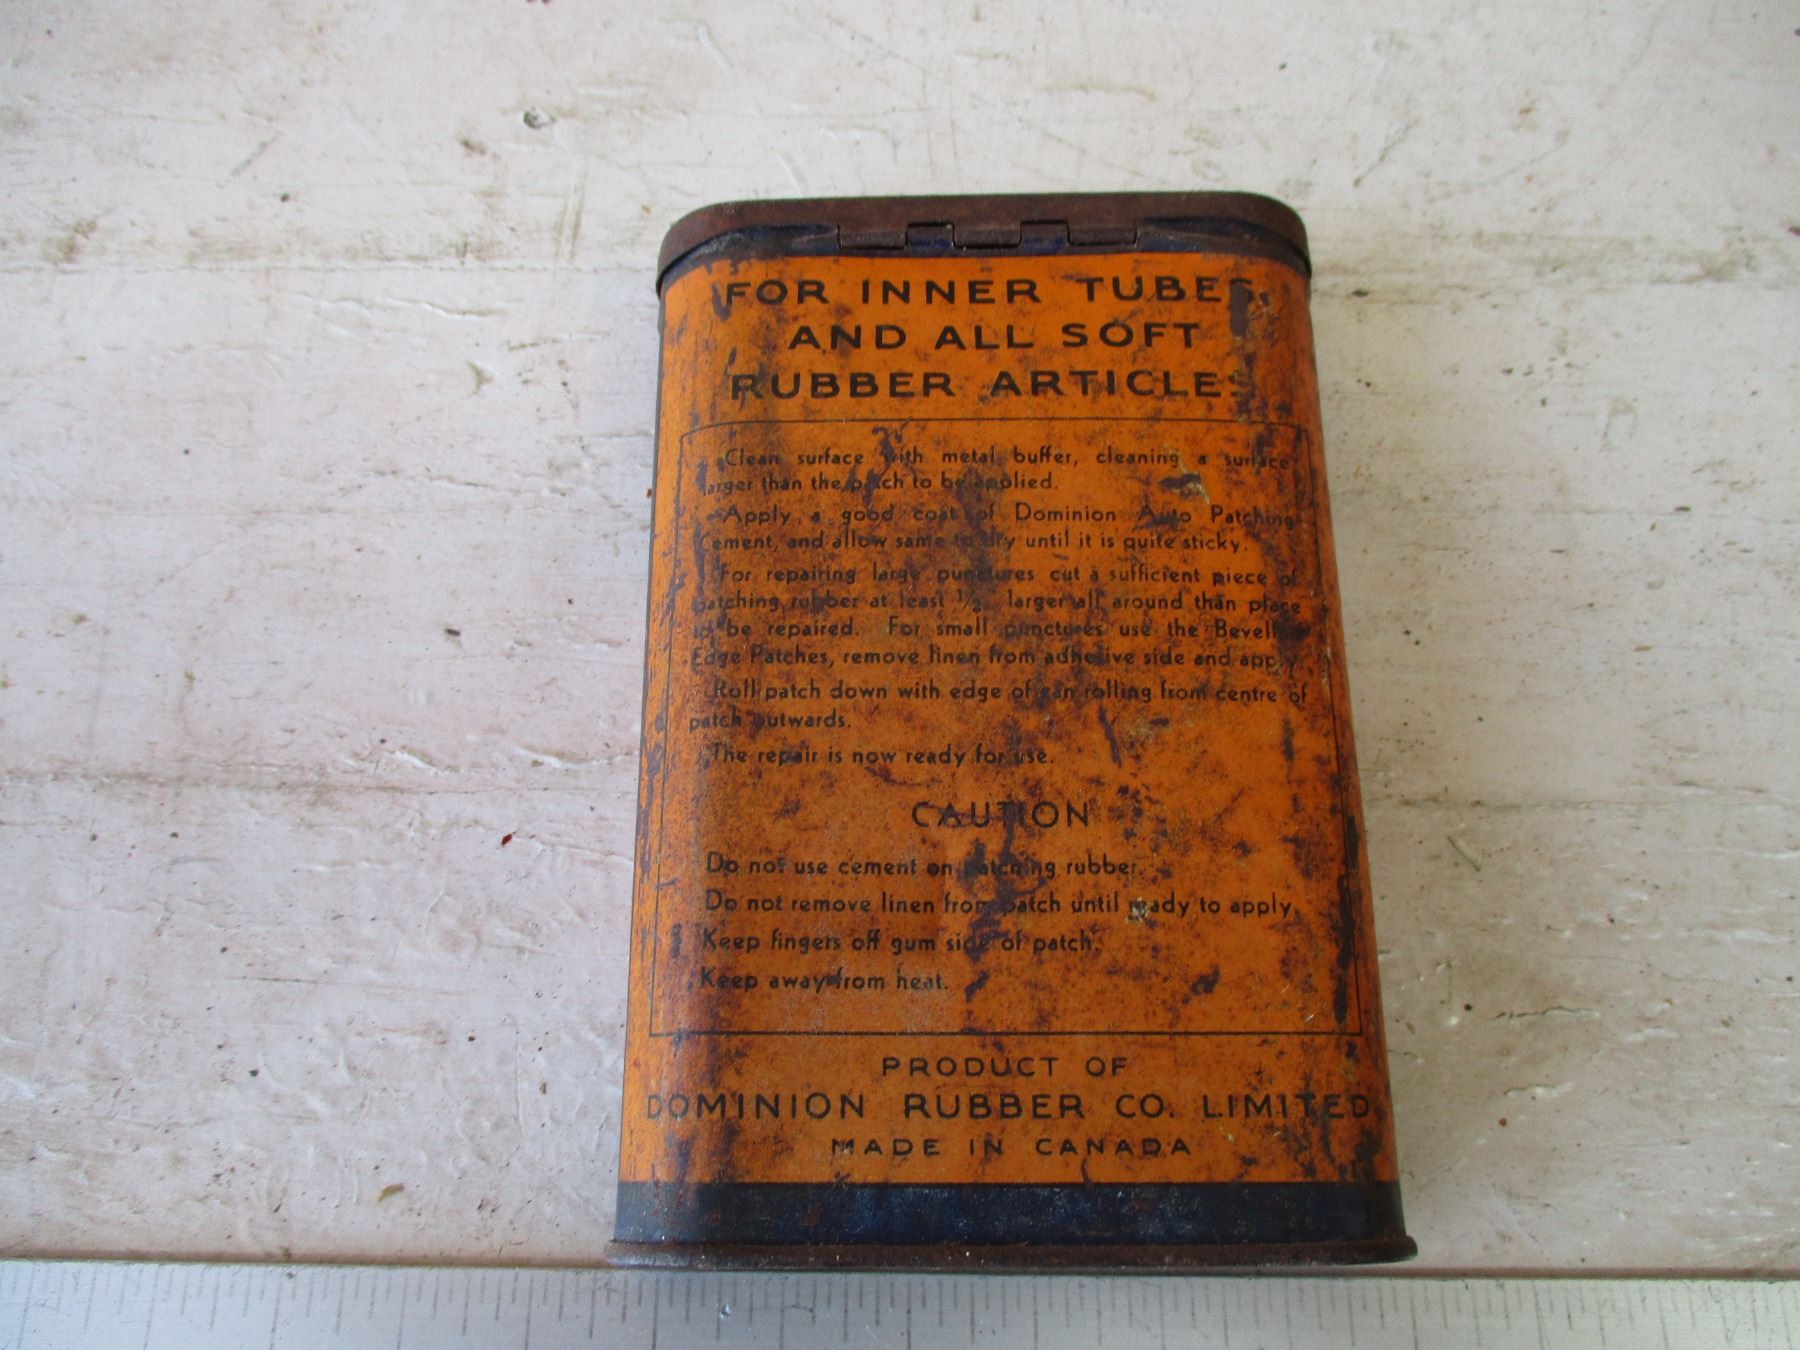 FOR INNER TUBES
AND ALL SOFT
RUBBER ARTICLES
Clean surface with metal buffer, cleaning a surface
larger than the patch to be applied.
Apply a good coat of Dominion Auto Patching
Cement, and allow same to dry until it is quite sticky.
For repairing large punctures cut a sufficient piece of
patching rubber at least ½ larger all around than place
to be repaired. For small punctures use the
Edge Patches, remove linen from adhesive side and apply.
Roll patch down with edge of can rolling from centre of
patch outwards.
The repair is now ready for use.
CAUTION
Do not use cement on patching rubber.
Do not remove linen from patch until ready to apply.
Keep fingers off gum side of patch.
Keep away from heat.
PRODUCT OF
DOMINION RUBBER CO. LIMITED
MADE IN CANADA